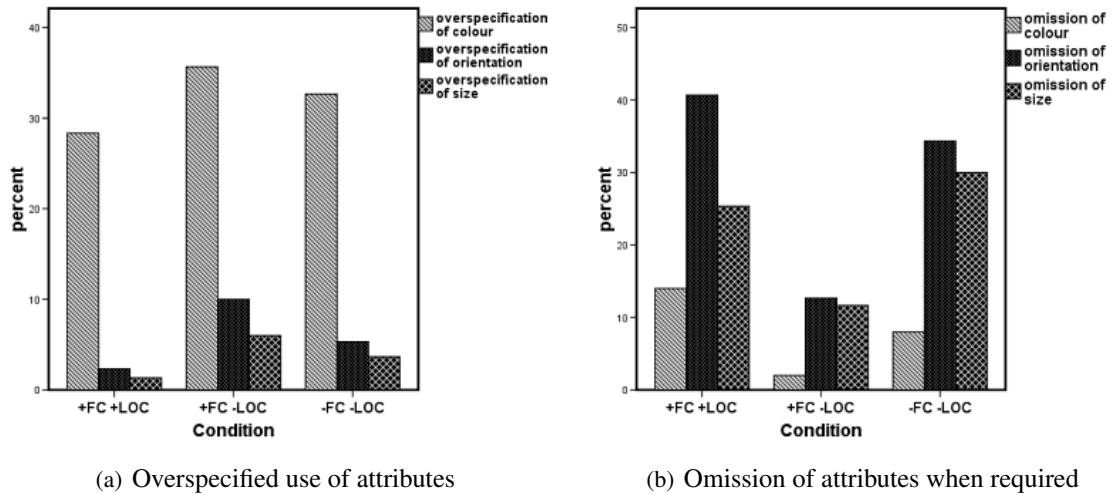 overspecification
of colour
overspecification
of orientation
overspecification
of size
40
30
20
10
0
percent
+FC +LOC
+FC -LOC
-FC -LOC
Condition
(a) Overspecified use of attributes
omission of
colour
omission of
orientation
omission of
size
50
40
30
20
10
0
percent
+FC +LOC
+FC -LOC
-FC -LOC
Condition
(b) Omission of attributes when required